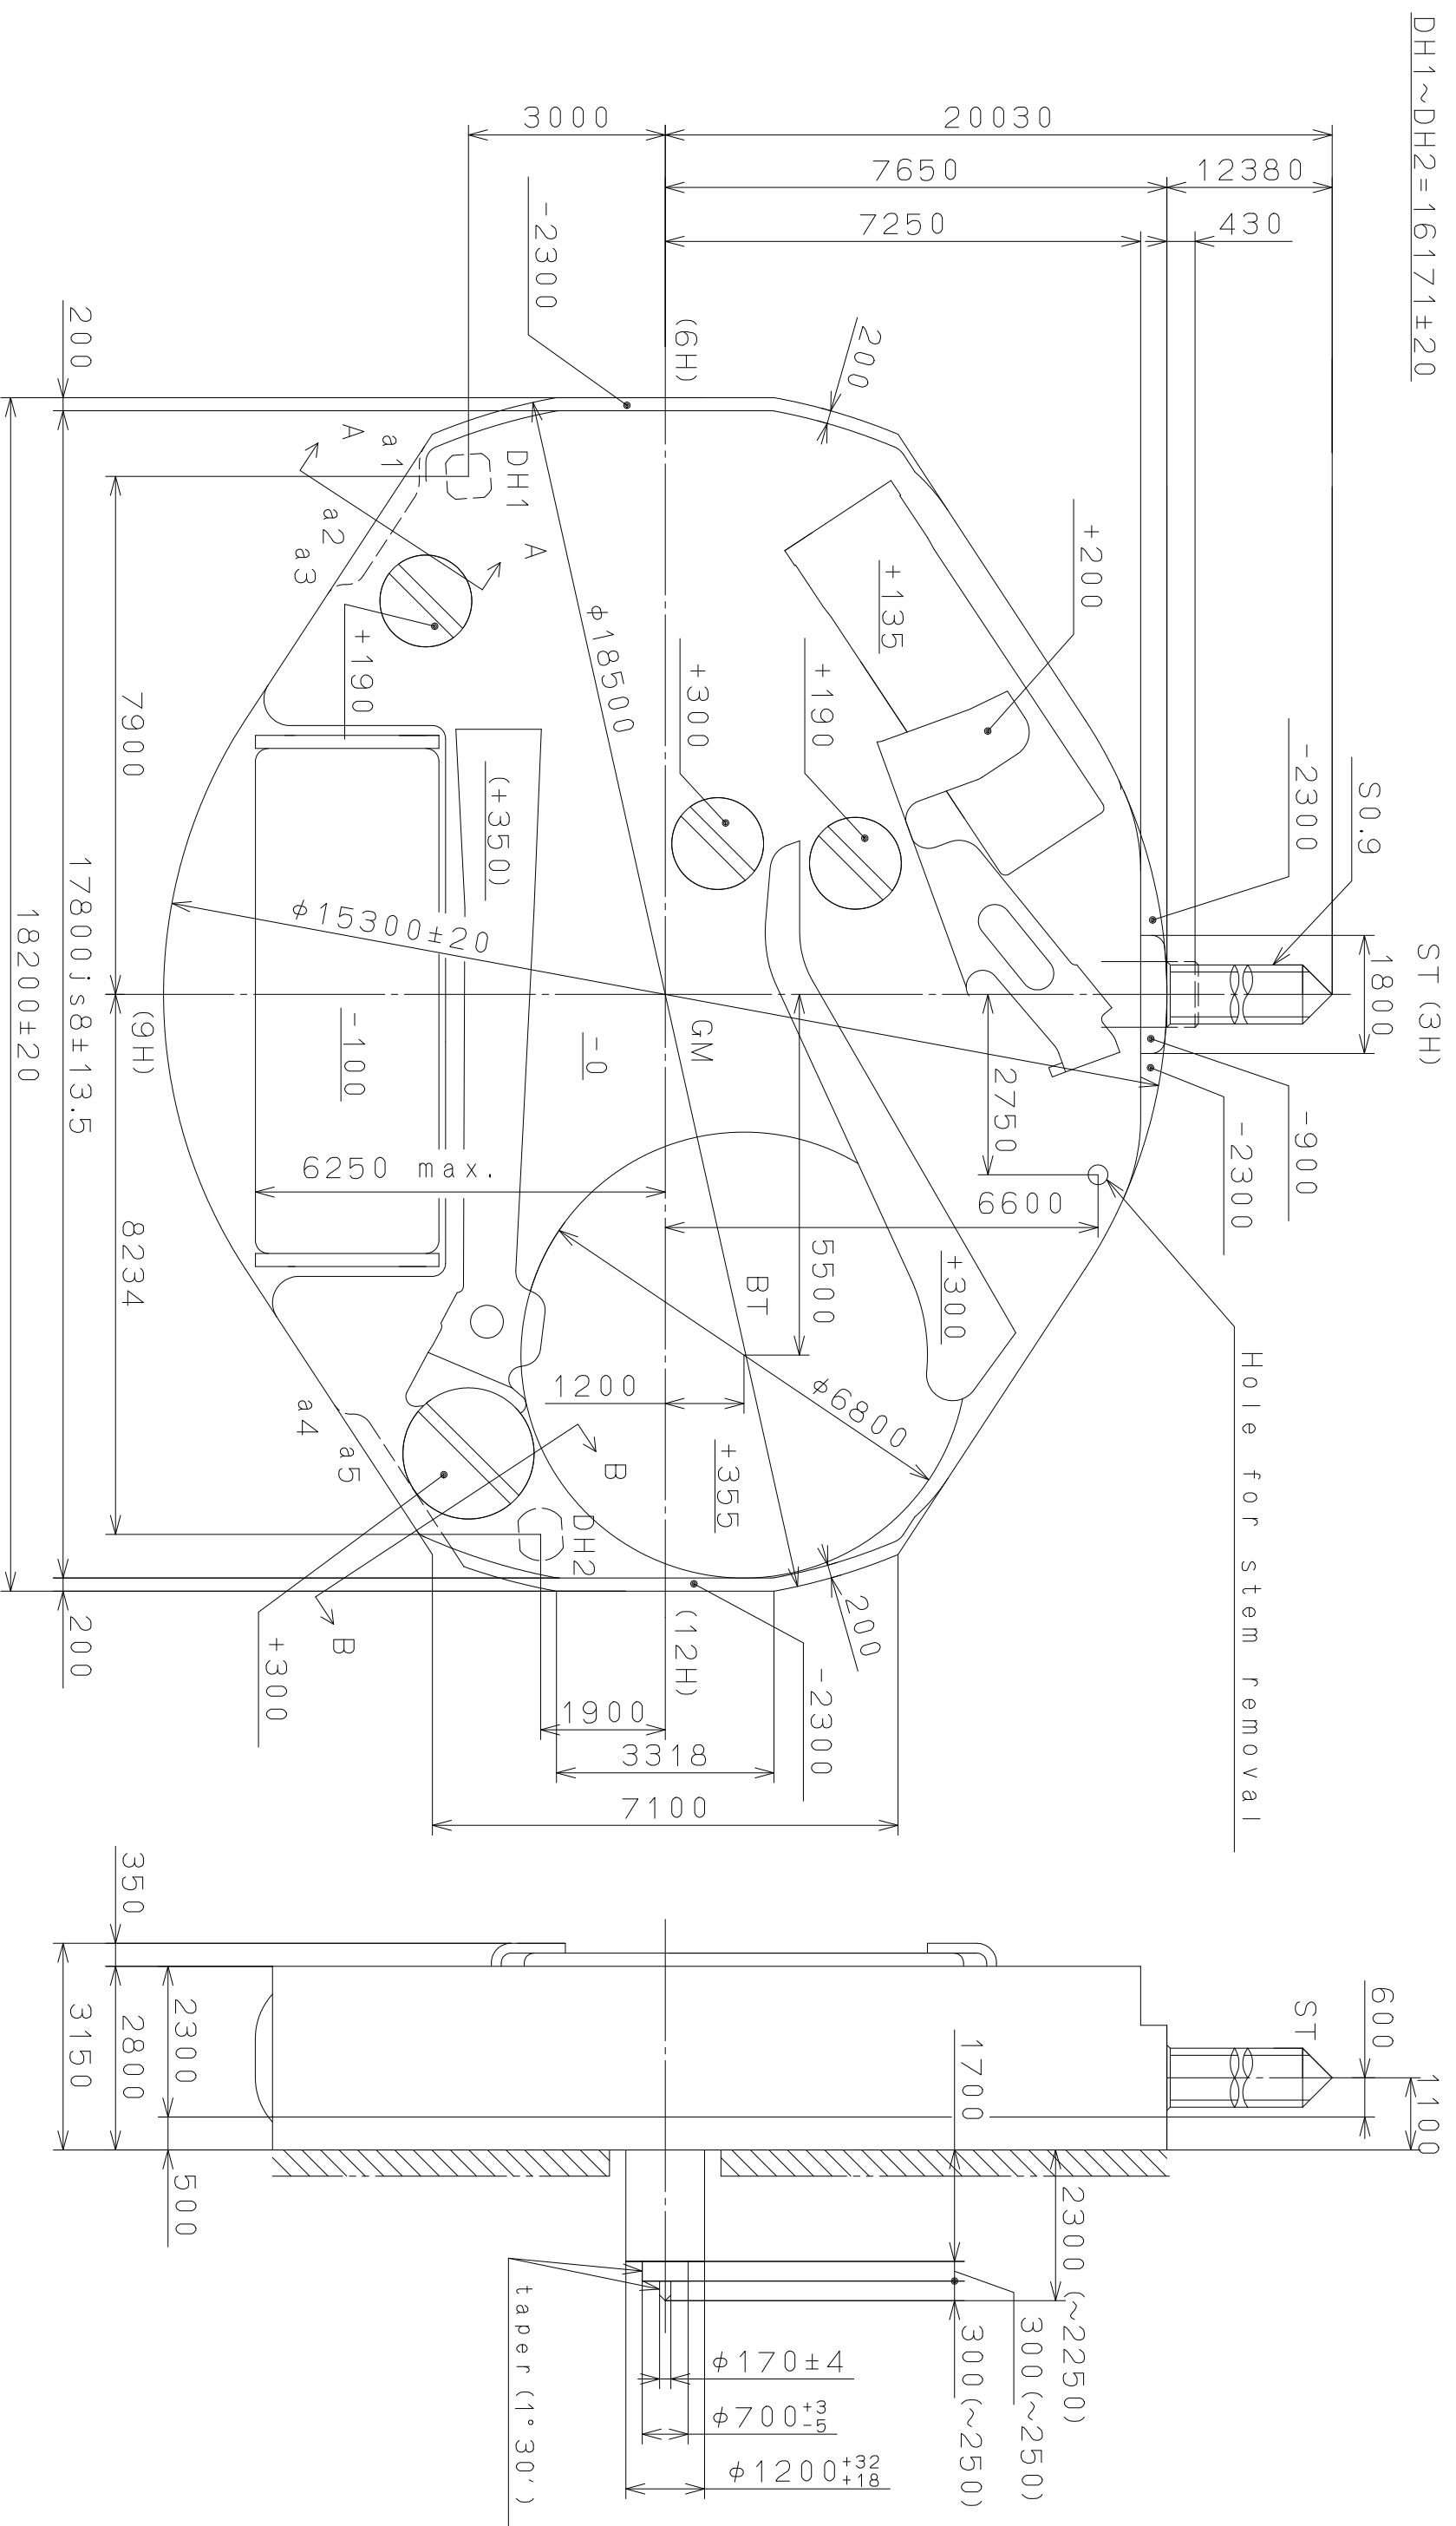 DH1~DH2=16171±20
ST (3H)
20030
12380
7650
430
7250
3000
1800
S0.9
-2300
-900
-2300
Hole for stem removal
+200
+135
+190
+300
2750
6600
5500
+300
BT
1200
φ6800
+355
200
(6H)
-2300
φ18500
GM
-0
DH1
A
A
a1
a2
a3
+190
(+350)
φ15300±20
-100
6250 max.
B
B
DH2
a4
a5
+300
(12H)
-2300
200
1900
3318
7100
(9H)
7900
8234
200
17800js8±13.5
200
18200±20
ST
600
1100
1700
2300(~2250)
300(~250)
300(~250)
φ170±4
φ700+3-5
φ1200+32+18
taper(1°30')
2300
500
350
2800
3150